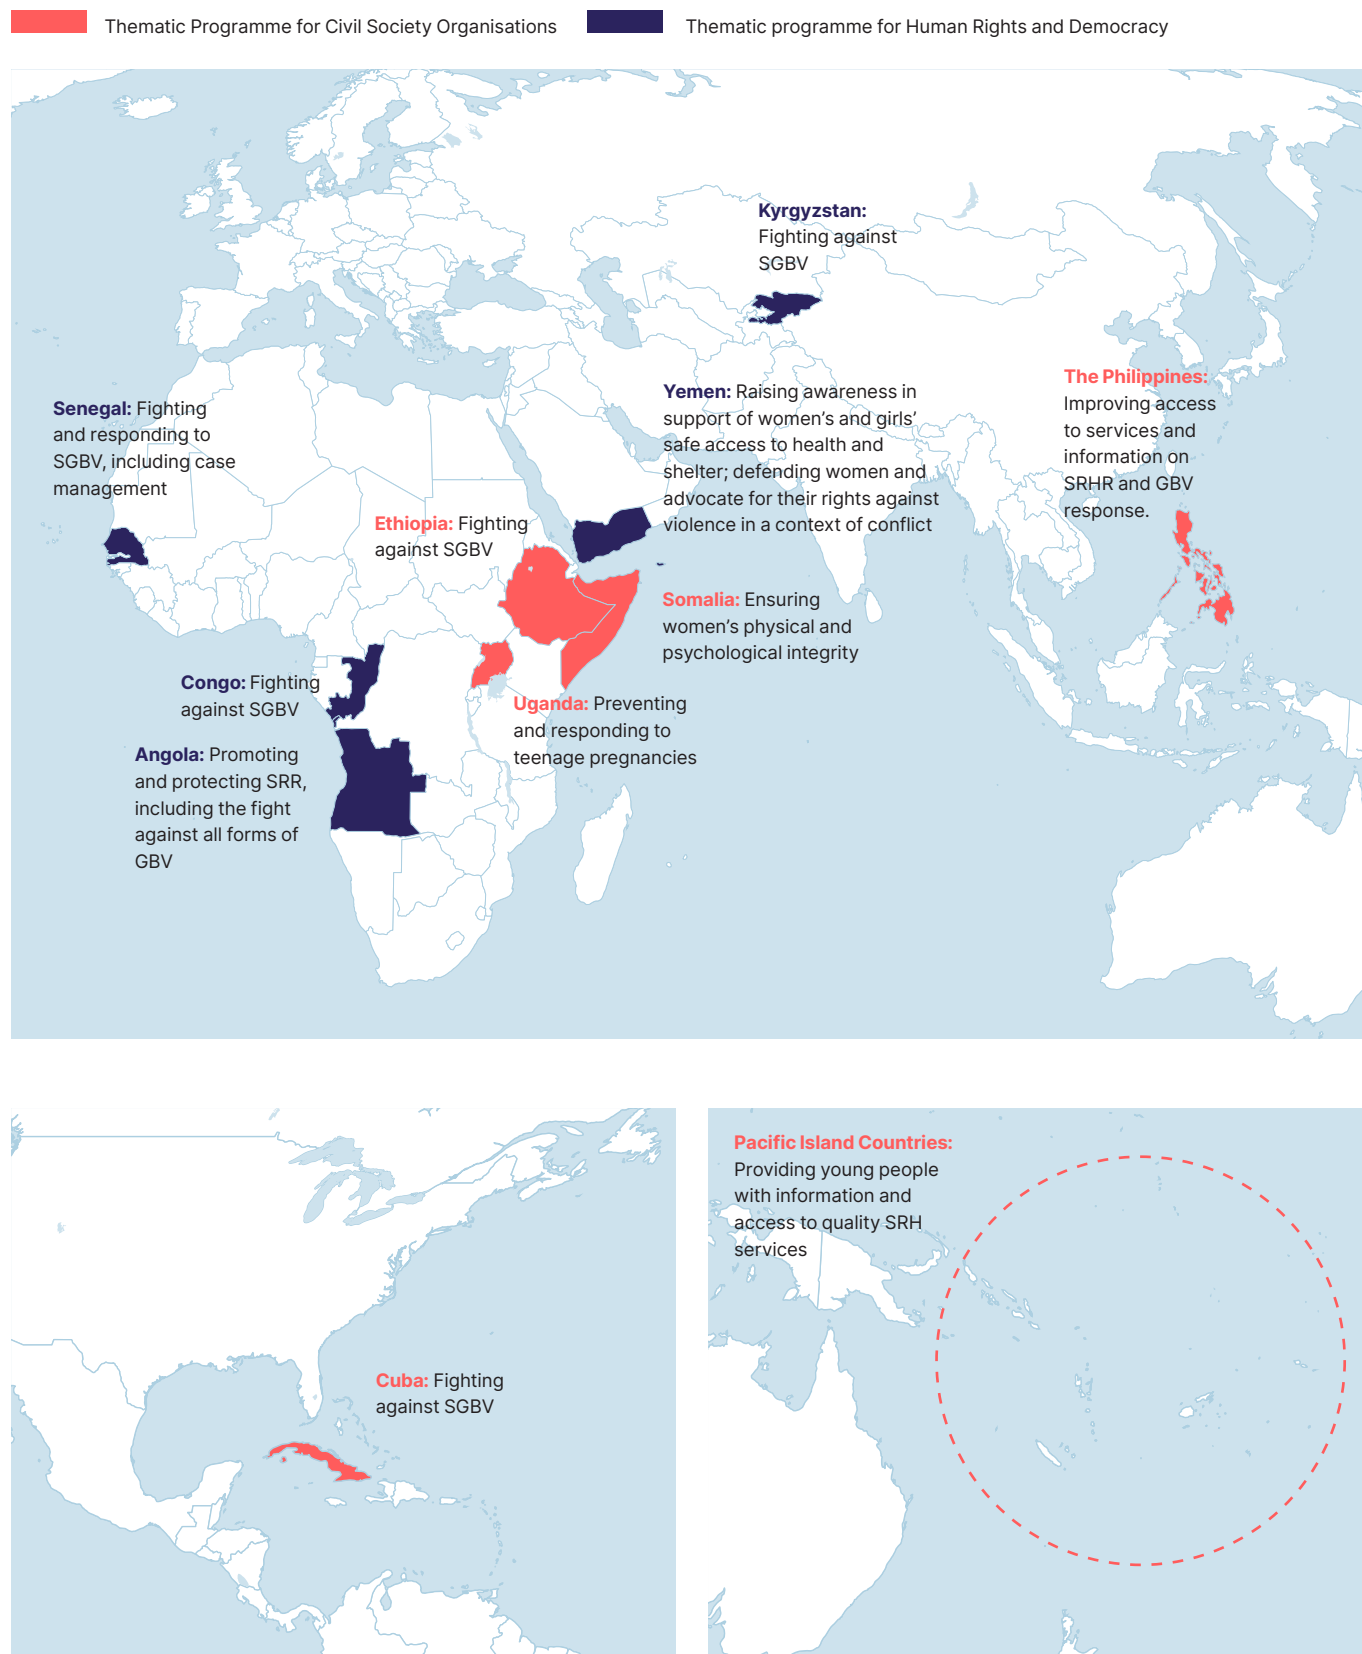 Thematic Programme for Civil Society Organisations
Thematic programme for Human Rights and Democracy
Kyrgyzstan:
Fighting against
SGBV
Senegal: Fighting
and responding to
SGBV, including case
management
Yemen: Raising awareness in
support of women’s and girls’
safe access to health and
shelter; defending women and
advocate for their rights against
violence in a context of conflict
The Philippines:
Improving access
to services and
information on
SRHR and GBV
response.
Ethiopia: Fighting
against SGBV
Somalia: Ensuring
women’s physical and
psychological integrity
Congo: Fighting
against SGBV
Uganda: Preventing
and responding to
teenage pregnancies
Angola: Promoting
and protecting SRR,
including the fight
against all forms of
GBV
Cuba: Fighting
against SGBV
Pacific Island Countries:
Providing young people
with information and
access to quality SRH
services